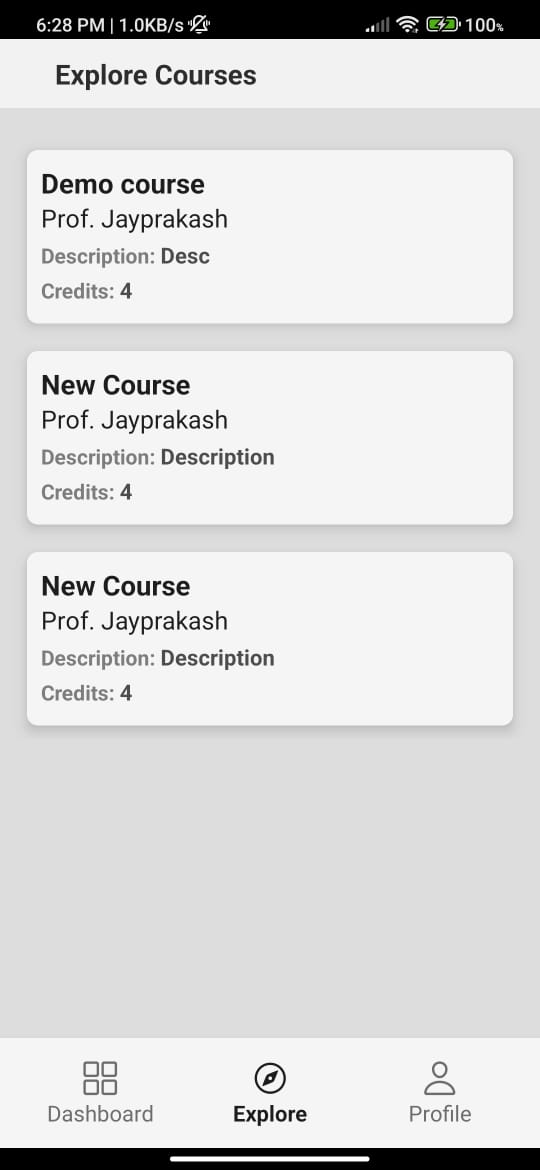 6:28 PM | 1.0KB/s
100%
Explore Courses
Demo course
Prof. Jayprakash
Description: Desc
Credits: 4
New Course
Prof. Jayprakash
Description: Description
Credits: 4
New Course
Prof. Jayprakash
Description: Description
Credits: 4
Dashboard
Explore
Profile